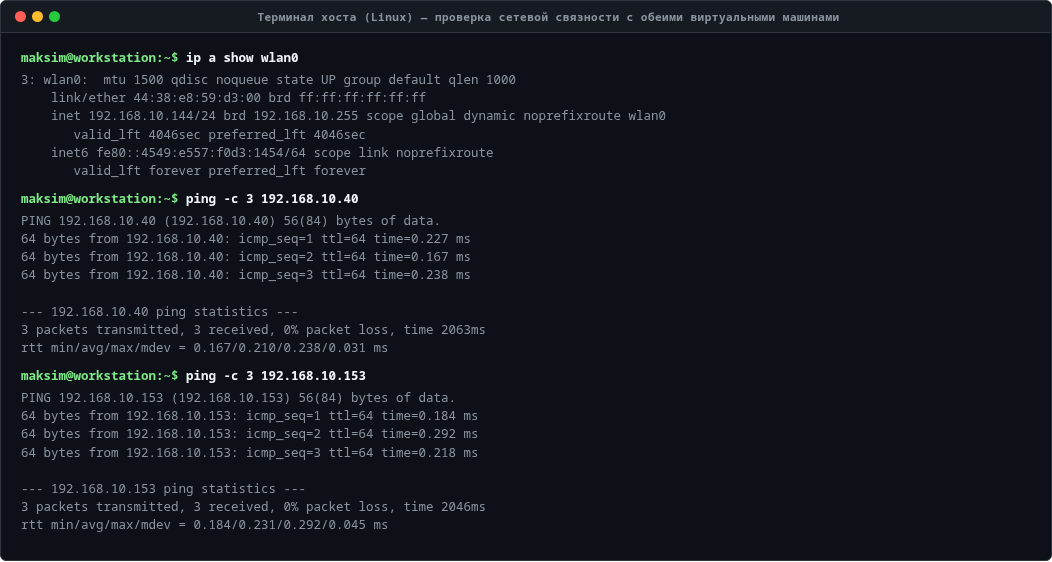 Терминал хоста (Linux) — проверка сетевой связности с обеими виртуальными машинами
maksim@workstation:~$ ip a show wlan0
3: wlan0:  mtu 1500 qdisc noqueue state UP group default qlen 1000
    link/ether 44:38:e8:59:d3:00 brd ff:ff:ff:ff:ff:ff
    inet 192.168.10.144/24 brd 192.168.10.255 scope global dynamic noprefixroute wlan0
       valid_lft 4046sec preferred_lft 4046sec
    inet6 fe80::4549:e557:f0d3:1454/64 scope link noprefixroute
       valid_lft forever preferred_lft forever
maksim@workstation:~$ ping -c 3 192.168.10.40
PING 192.168.10.40 (192.168.10.40) 56(84) bytes of data.
64 bytes from 192.168.10.40: icmp_seq=1 ttl=64 time=0.227 ms
64 bytes from 192.168.10.40: icmp_seq=2 ttl=64 time=0.167 ms
64 bytes from 192.168.10.40: icmp_seq=3 ttl=64 time=0.238 ms
--- 192.168.10.40 ping statistics ---
3 packets transmitted, 3 received, 0% packet loss, time 2063ms
rtt min/avg/max/mdev = 0.167/0.210/0.238/0.031 ms
maksim@workstation:~$ ping -c 3 192.168.10.153
PING 192.168.10.153 (192.168.10.153) 56(84) bytes of data.
64 bytes from 192.168.10.153: icmp_seq=1 ttl=64 time=0.184 ms
64 bytes from 192.168.10.153: icmp_seq=2 ttl=64 time=0.292 ms
64 bytes from 192.168.10.153: icmp_seq=3 ttl=64 time=0.218 ms
--- 192.168.10.153 ping statistics ---
3 packets transmitted, 3 received, 0% packet loss, time 2046ms
rtt min/avg/max/mdev = 0.184/0.231/0.292/0.045 ms